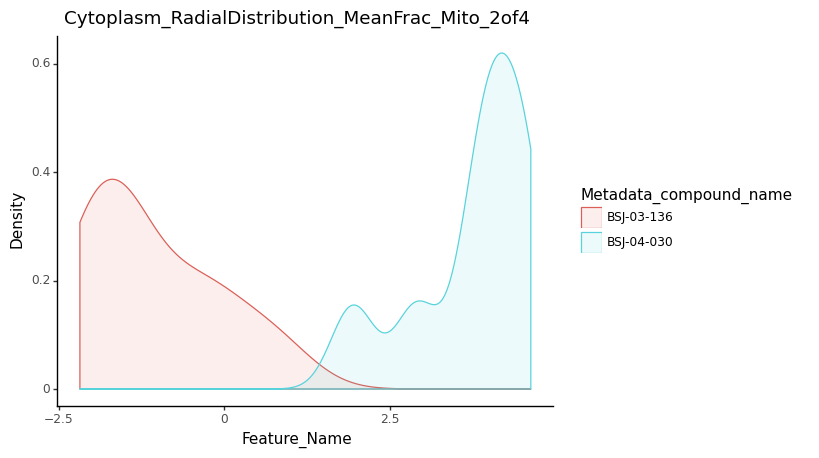 Cytoplasm_RadialDistribution_MeanFrac_Mito_2of4
0.6
0.4
0.2
0
Density
−2.5
0
2.5
Feature_Name
Metadata_compound_name
BSJ-03-136
BSJ-04-030